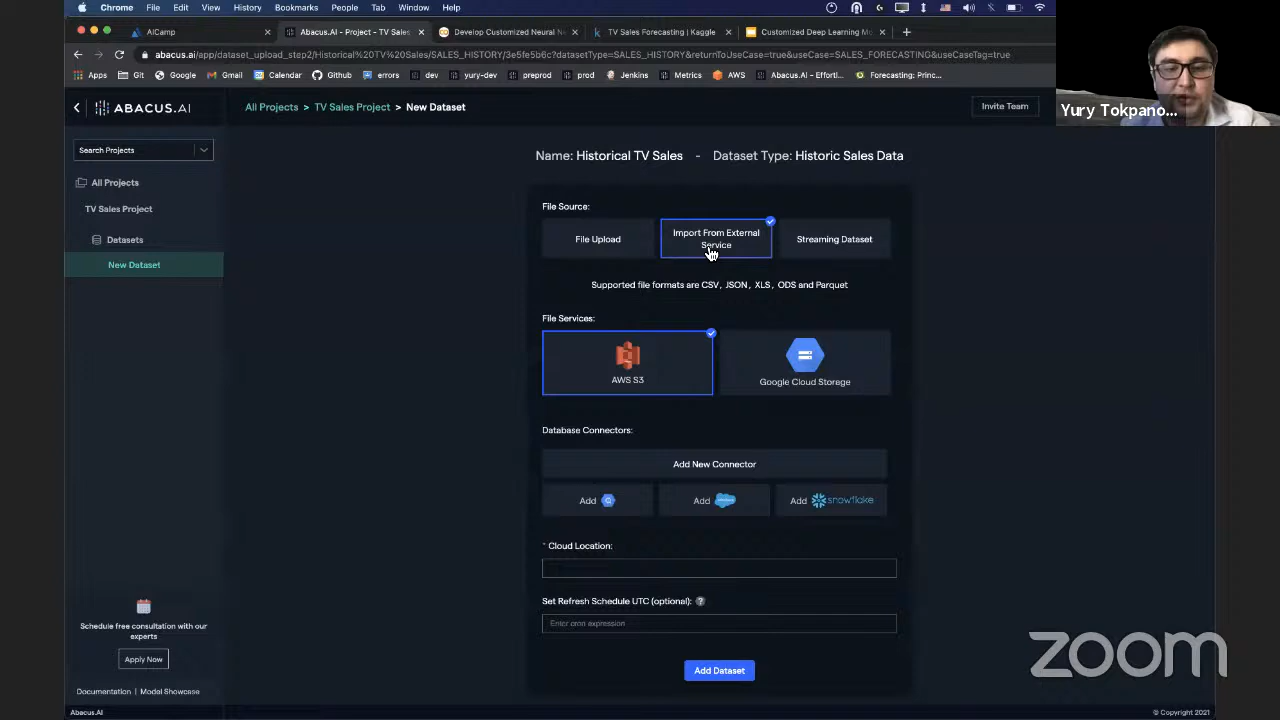 Chrome File Edit View History Bookmarks People Tab Window Help
AICamp
Abacus.AI - Project - TV Sales
Develop Customized Neural N
TV Sales Forecasting | Kaggle
Customized Deep Learning Mo
abacus.ai/app/dataset_upload_step2/Historical%20TV%20Sales/SALES_HISTORY/3e5fe5b6c?datasetType=SALES_HISTORY&returnToUseCase=true&useCase=SALES_FORECASTING&useCaseTag=true
Apps Git Google Gmail Calendar Github errors dev yury-dev preprod prod Jenkins Metrics AWS Abacus.AI - Effortl... Forecasting: Princ...
Yury Tokpano...
ABACUS.AI
All Projects > TV Sales Project > New Dataset
Invite Team
Search Projects
All Projects
TV Sales Project
Datasets
New Dataset
Name: Historical TV Sales - Dataset Type: Historic Sales Data
File Source:
File Upload
Import From External
Service
Streaming Dataset
Supported file formats are CSV, JSON, XLS, ODS and Parquet
File Services:
AWS S3
Google Cloud Storage
Database Connectors:
Add New Connector
Add
Add
Add snowflake
* Cloud Location:
Set Refresh Schedule UTC (optional): ?
Enter cron expression
Add Dataset
Schedule free consultation with our
experts
Apply Now
Documentation | Model Showcase
Abacus.AI
© Copyright 2021
zoom